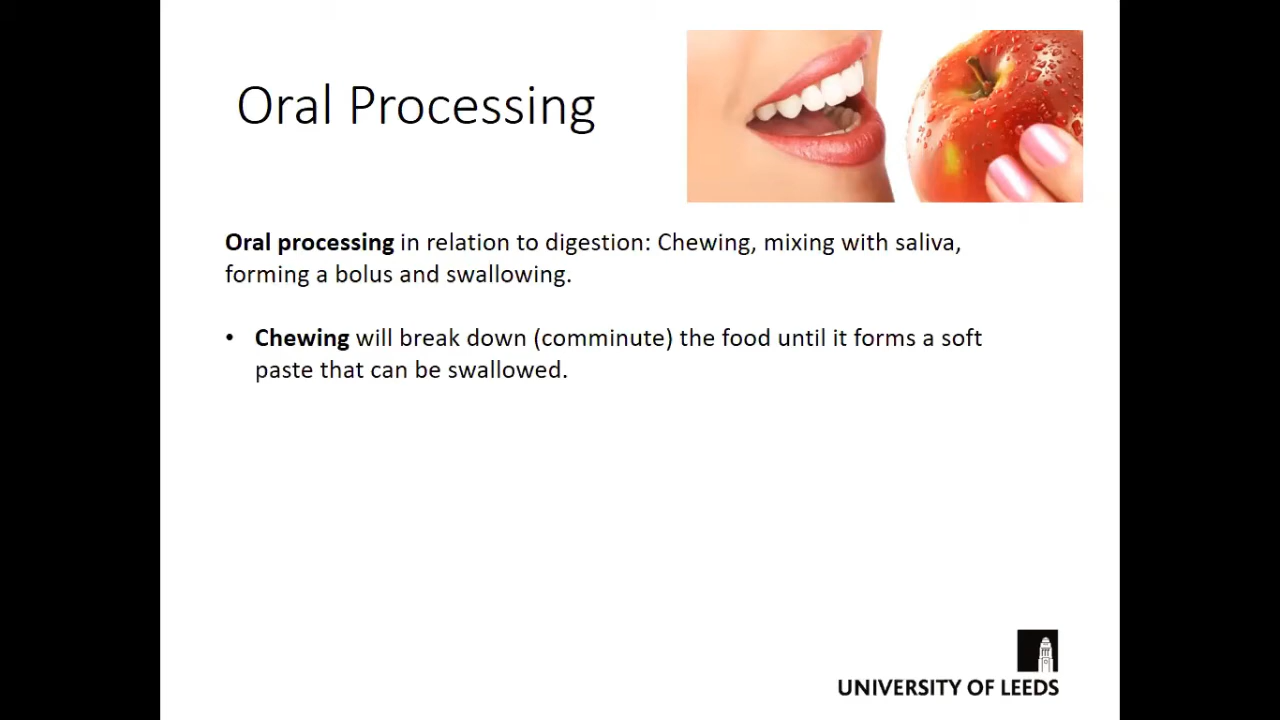 Oral Processing
Oral processing in relation to digestion: Chewing, mixing with saliva,
forming a bolus and swallowing.
• Chewing will break down (comminute) the food until it forms a soft
paste that can be swallowed.
UNIVERSITY OF LEEDS